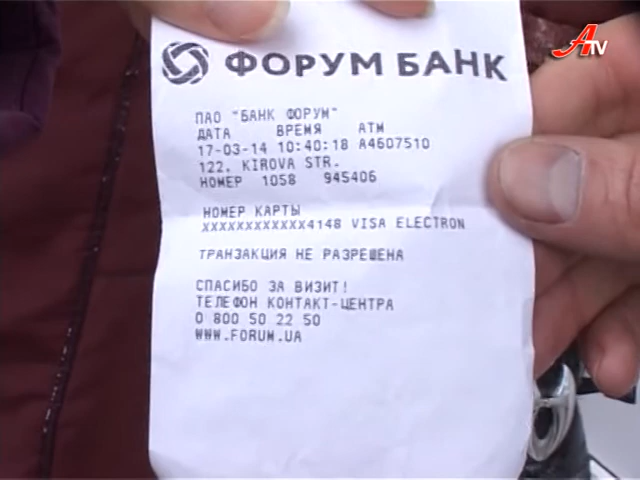 ATV
ФОРУМ БАНК
ПАО "БАНК ФОРУМ"
ДАТА ВРЕМЯ ATM
17-03-14 10:40:18 A4607510
122. KIROVA STR.
НОМЕР 1058 945406
НОМЕР КАРТЫ
XXXXXXXXXXXX4148 VISA ELECTRON
ТРАНЗАКЦИЯ НЕ РАЗРЕШЕНА
СПАСИБО ЗА ВИЗИТ!
ТЕЛЕФОН КОНТАКТ-ЦЕНТРА
0 800 50 22 50
WWW.FORUM.UA